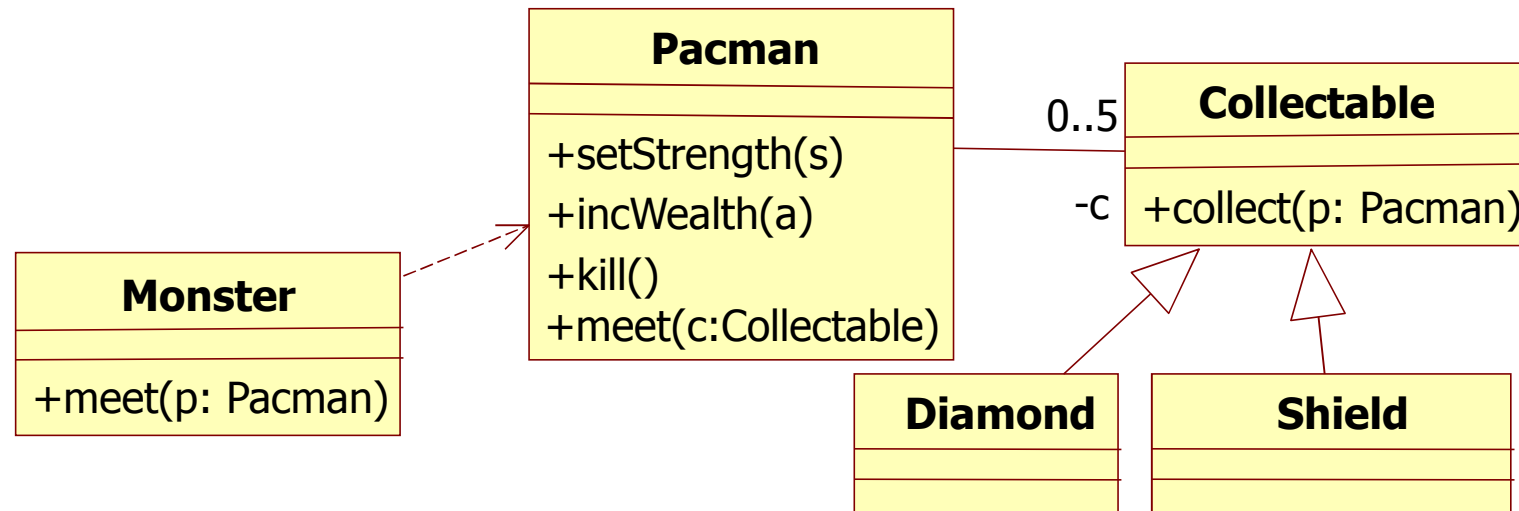 Pacman
+setStrength(s)
+incWealth(a)
+kill()
+meet(c:Collectable)
0..5
-c
Collectable
+collect(p: Pacman)
Monster
+meet(p: Pacman)
Diamond
Shield